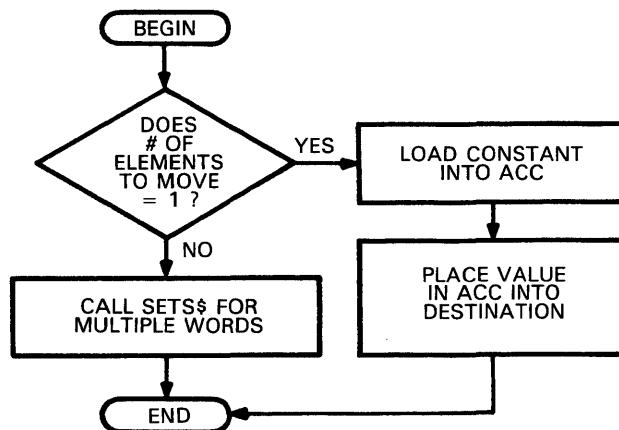 BEGIN
DOES
# OF
ELEMENTS
TO MOVE
= 1 ?
YES
LOAD CONSTANT
INTO ACC
NO
CALL SETS$ FOR
MULTIPLE WORDS
PLACE VALUE
IN ACC INTO
DESTINATION
END